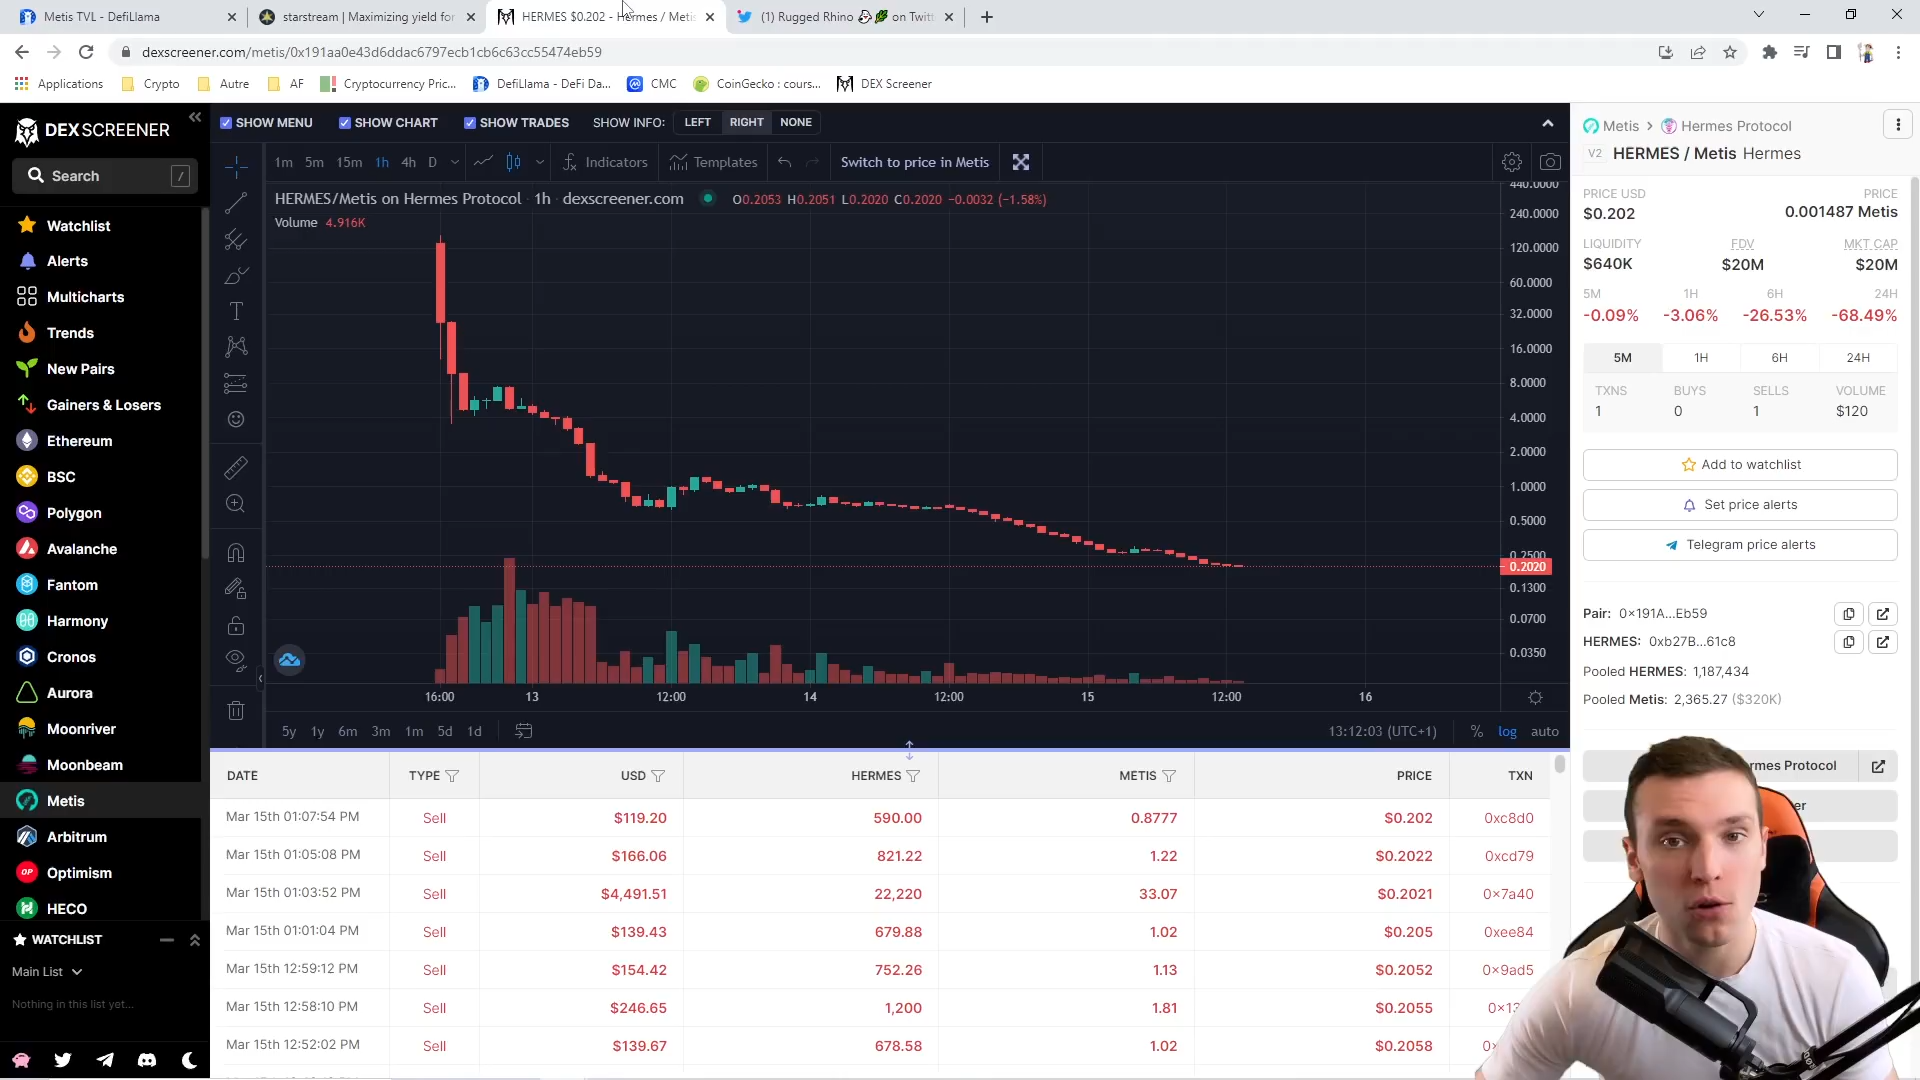 Metis TVL - DefiLlama
starstream | Maximizing yield for
HERMES $0.202 - Hermes / Metis
(1) Rugged Rhino on Twitt
dexscreener.com/metis/0x191aa0e43d6ddac6797ecb1cb6c63cc55474eb59
Applications
Crypto
Autre
AF
Cryptocurrency Pric...
DefiLlama - DeFi Da...
CMC
CoinGecko : cours...
DEX Screener
DEX SCREENER
Search
/
Watchlist
Alerts
Multicharts
Trends
New Pairs
Gainers & Losers
Ethereum
BSC
Polygon
Avalanche
Fantom
Harmony
Cronos
Aurora
Moonriver
Moonbeam
Metis
Arbitrum
Optimism
HECO
WATCHLIST
Main List
Nothing in this list yet...
SHOW MENU
SHOW CHART
SHOW TRADES
SHOW INFO:
LEFT
RIGHT
NONE
1m 5m 15m 1h 4h D
Indicators
Templates
Switch to price in Metis
HERMES/Metis on Hermes Protocol · 1h · dexscreener.com
O0.2053 H0.2051 L0.2020 C0.2020 -0.0032 (-1.58%)
Volume 4.916K
440.0000
240.0000
120.0000
60.0000
32.0000
16.0000
8.0000
4.0000
2.0000
1.0000
0.5000
0.2500
0.2020
0.1300
0.0700
0.0350
16:00 13 12:00 14 12:00 15 12:00 16
5y 1y 6m 3m 1m 5d 1d
13:12:03 (UTC+1)
% log auto
DATE TYPE USD HERMES METIS PRICE TXN
Mar 15th 01:07:54 PM Sell $119.20 590.00 0.8777 $0.202 0xc8d0
Mar 15th 01:05:08 PM Sell $166.06 821.22 1.22 $0.2022 0xcd79
Mar 15th 01:03:52 PM Sell $4,491.51 22,220 33.07 $0.2021 0x7a40
Mar 15th 01:01:04 PM Sell $139.43 679.88 1.02 $0.205 0xee84
Mar 15th 12:59:12 PM Sell $154.42 752.26 1.13 $0.2052 0x9ad5
Mar 15th 12:58:10 PM Sell $246.65 1,200 1.81 $0.2055
Mar 15th 12:52:02 PM Sell $139.67 678.58 1.02 $0.2058
Metis > Hermes Protocol
V2 HERMES / Metis Hermes
PRICE USD PRICE
$0.202 0.001487 Metis
LIQUIDITY FDV MKT CAP
$640K $20M $20M
5M 1H 6H 24H
-0.09% -3.06% -26.53% -68.49%
5M 1H 6H 24H
TXNS BUYS SELLS VOLUME
1 0 1 $120
Add to watchlist
Set price alerts
Telegram price alerts
Pair: 0×191A...Eb59
HERMES: 0xb27B...61c8
Pooled HERMES: 1,187,434
Pooled Metis: 2,365.27 ($320K)
Protocol